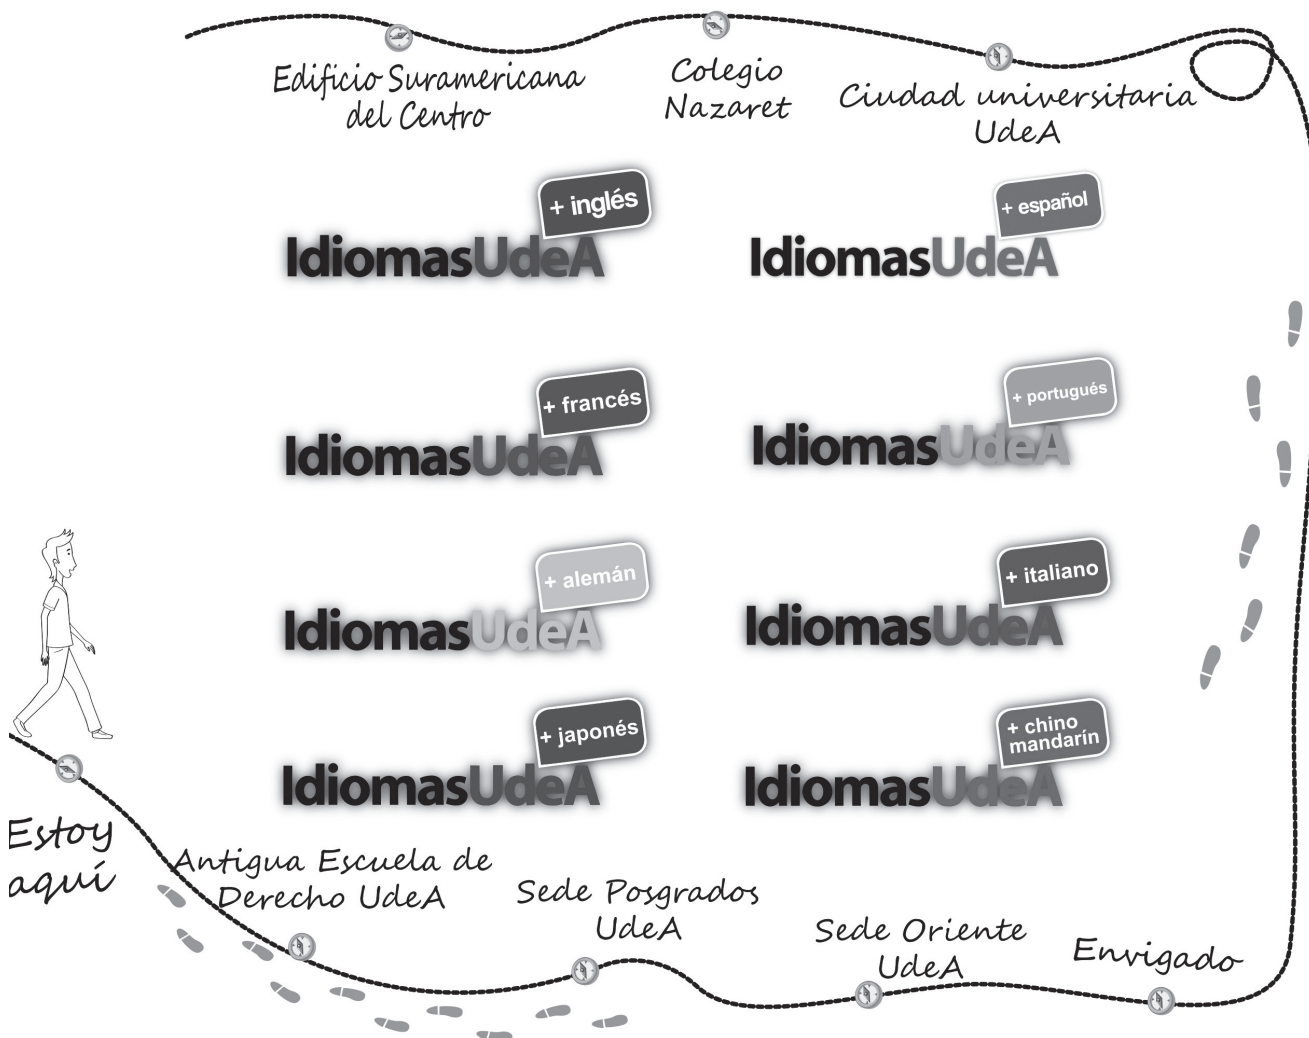 Edificio Suramericana
del Centro
Colegio
Nazaret
Ciudad universitaria
UdeA
+ inglés
IdiomasUdeA
+ español
IdiomasUdeA
+ francés
IdiomasUdeA
+ portugués
IdiomasUdeA
+ alemán
IdiomasUdeA
+ italiano
IdiomasUdeA
+ japonés
IdiomasUdeA
+ chino
mandarín
IdiomasUdeA
Estoy
aquí
Antigua Escuela de
Derecho UdeA
Sede Posgrados
UdeA
Sede Oriente
UdeA
Envigado